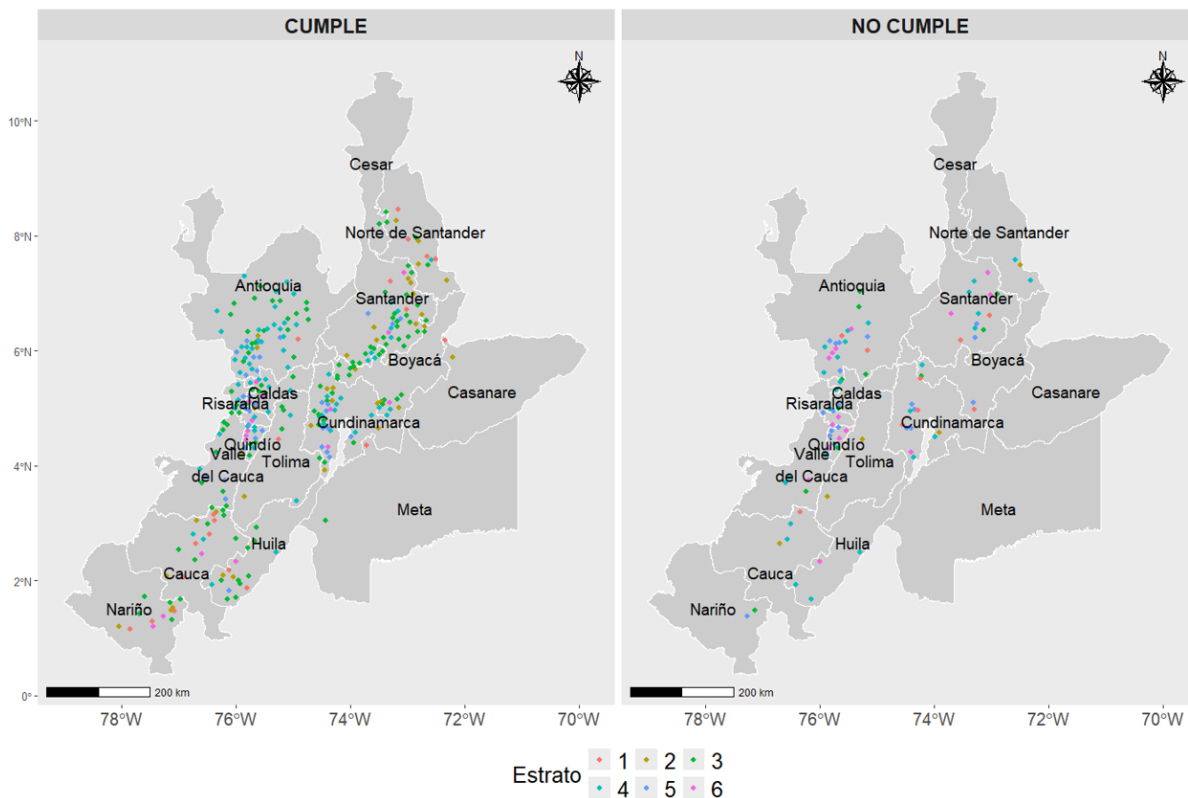 CUMPLE
NO CUMPLE
N
N
10°N
8°N
6°N
4°N
2°N
0°
Cesar
Norte de Santander
Antioquia
Santander
Boyacá
Casanare
Caldas
Risaralda
Cundinamarca
Quindío
Valle
del Cauca
Tolima
Meta
Huila
Cauca
Nariño
200 km
78°W 76°W 74°W 72°W 70°W
Cesar
Norte de Santander
Antioquia
Santander
Boyacá
Casanare
Caldas
Risaralda
Cundinamarca
Quindío
Valle
del Cauca
Tolima
Meta
Huila
Cauca
Nariño
200 km
78°W 76°W 74°W 72°W 70°W
Estrato
1 2 3
4 5 6